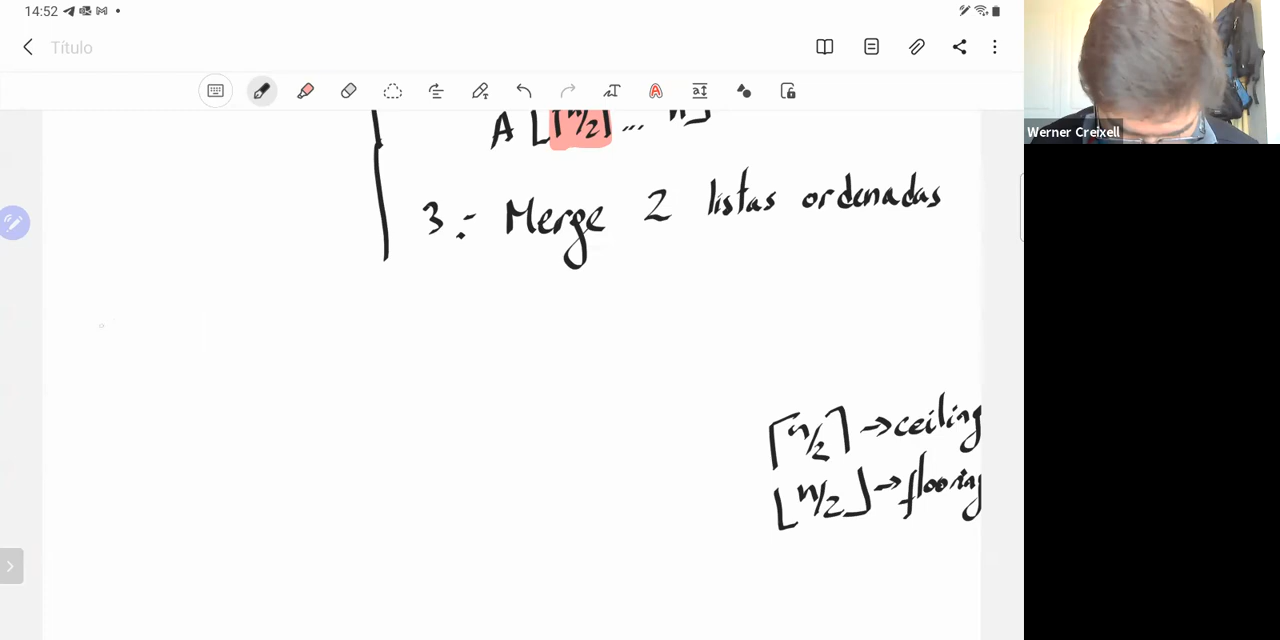 14:52
Título
A [⌈n/2⌉ ... n]
3.- Merge 2 listas ordenadas
⌈n/2⌉ → ceiling
⌊n/2⌋ → flooring
Werner Creixell